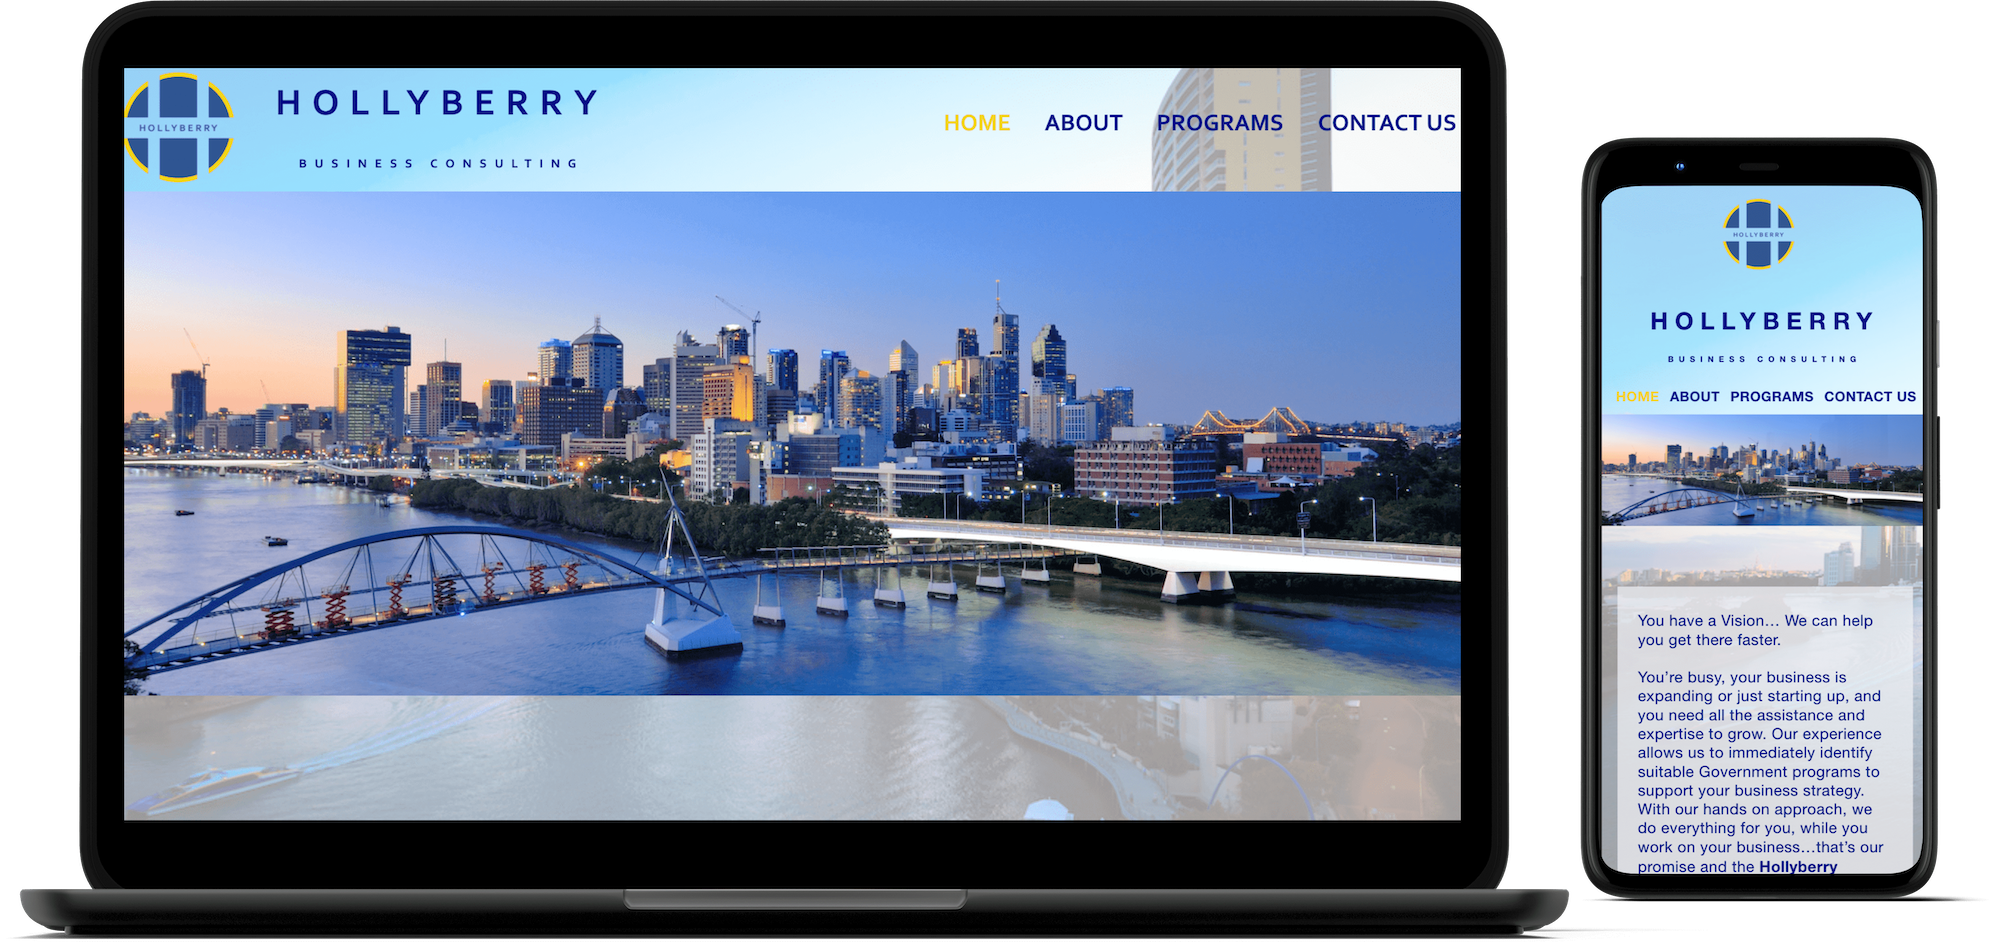 HOLLYBERRY
HOLLYBERRY
BUSINESS CONSULTING
HOME ABOUT PROGRAMS CONTACT US
HOLLYBERRY
HOLLYBERRY
BUSINESS CONSULTING
HOME ABOUT PROGRAMS CONTACT US
You have a Vision... We can help
you get there faster.
You're busy, your business is
expanding or just starting up, and
you need all the assistance and
expertise to grow. Our experience
allows us to immediately identify
suitable Government programs to
support your business strategy.
With our hands on approach, we
do everything for you, while you
work on your business...that's our
promise and the Hollyberry